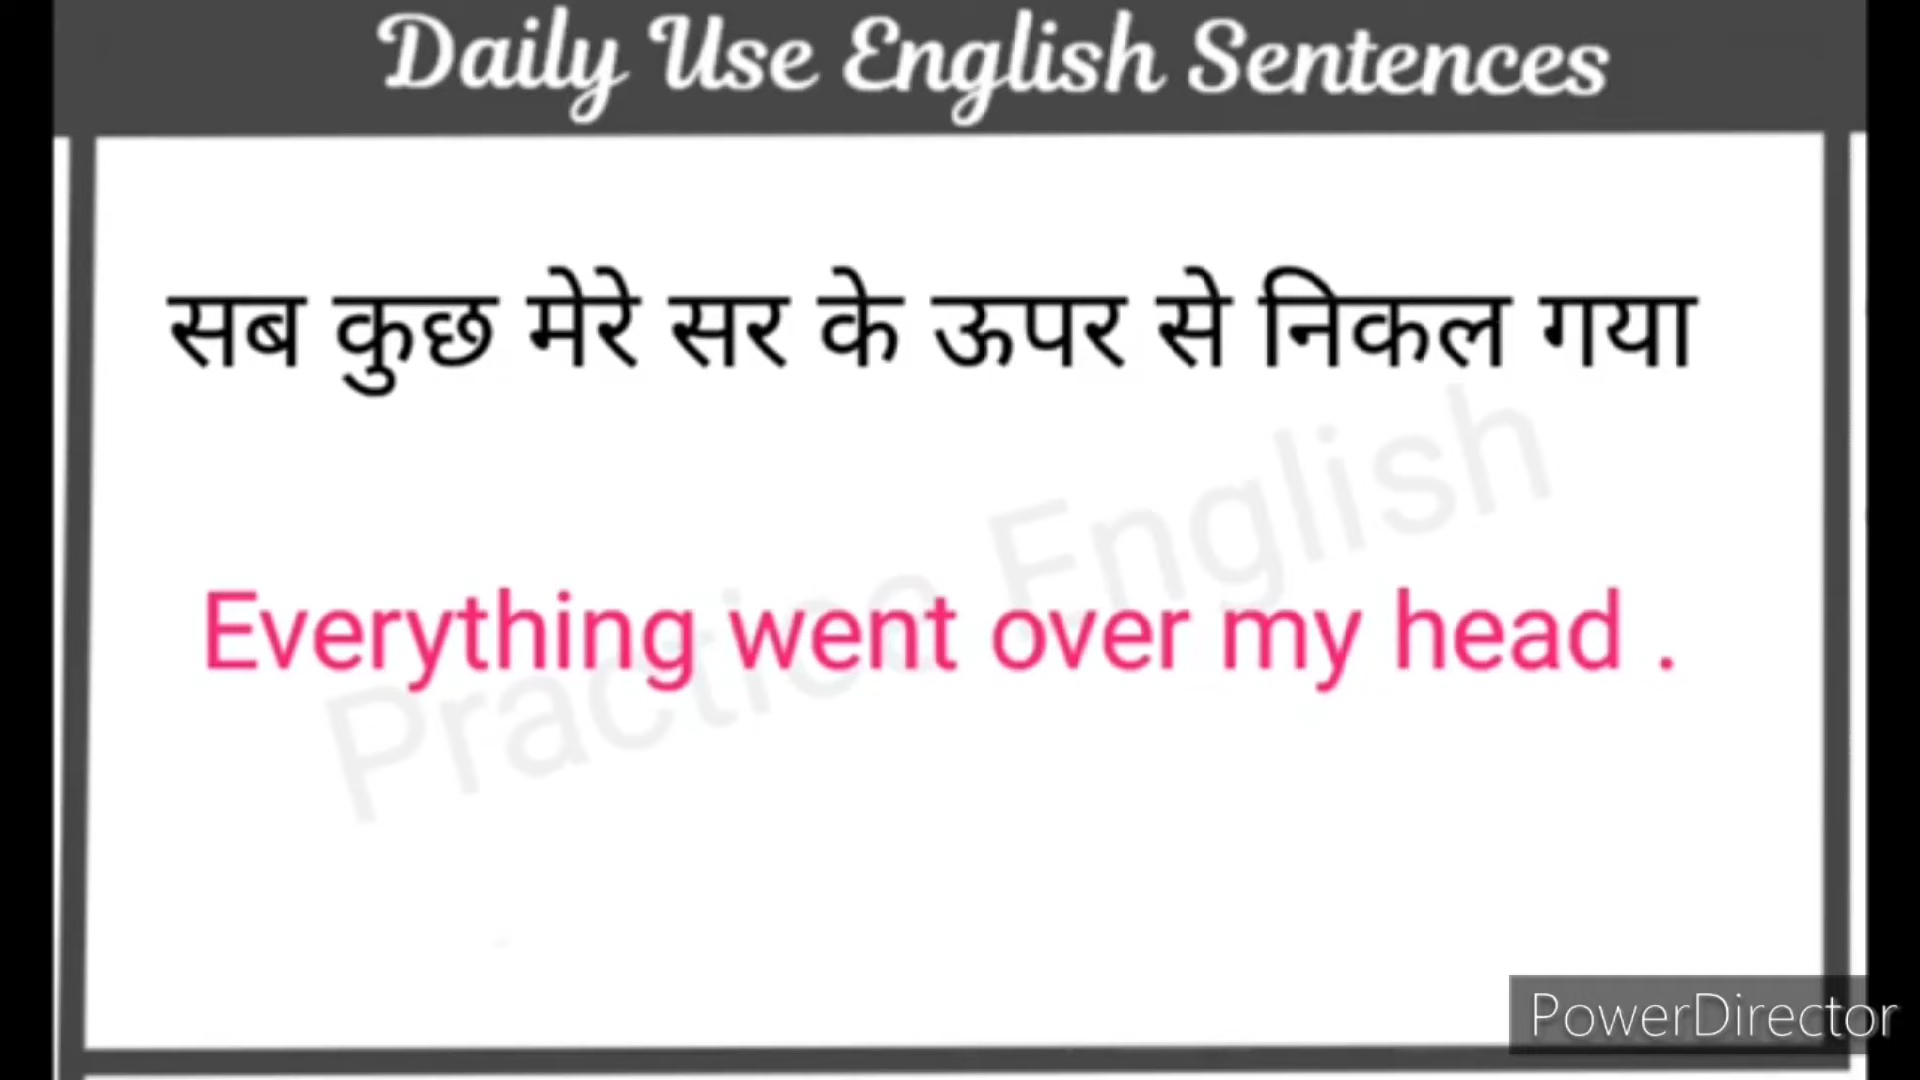 Daily Use English Sentences
सब कुछ मेरे सर के ऊपर से निकल गया
Everything went over my head .
Practice English
PowerDirector